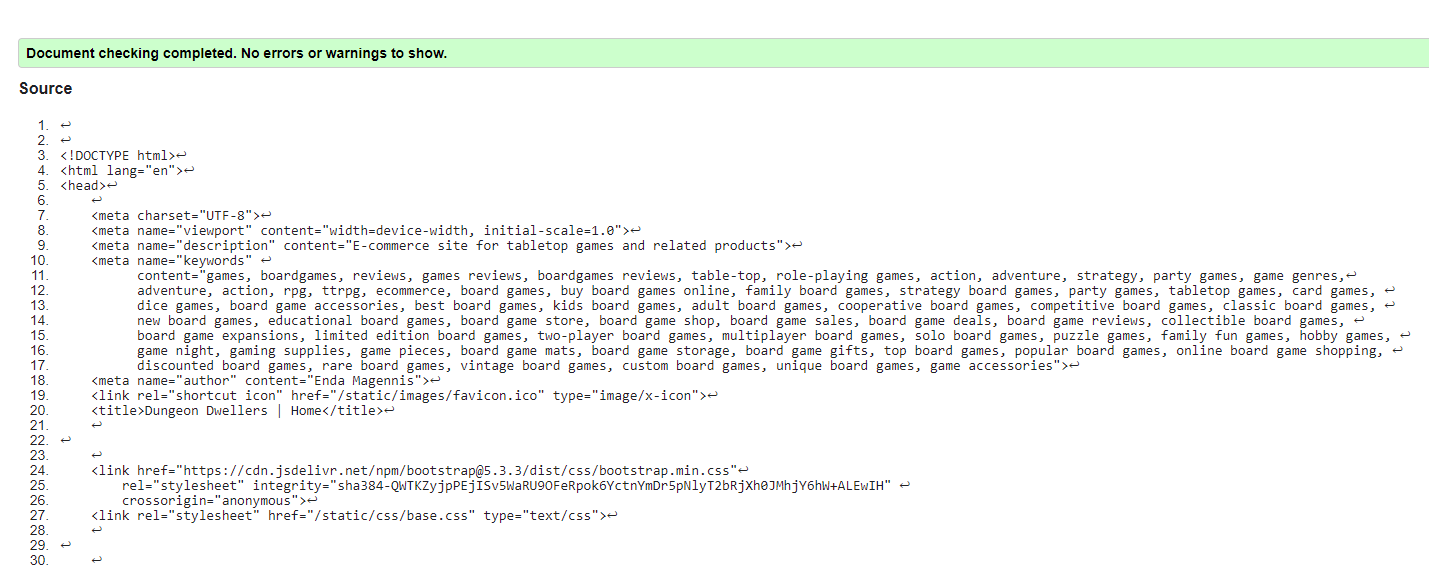 Document checking completed. No errors or warnings to show.
Source
1. ↩
2. ↩
3. <!DOCTYPE html>↩
4. <html lang="en">↩
5. <head>↩
6. ↩
7. <meta charset="UTF-8">↩
8. <meta name="viewport" content="width=device-width, initial-scale=1.0">↩
9. <meta name="description" content="E-commerce site for tabletop games and related products">↩
10. <meta name="keywords" ↩
11. content="games, boardgames, reviews, games reviews, boardgames reviews, table-top, role-playing games, action, adventure, strategy, party games, game genres,↩
12. adventure, action, rpg, ttrpg, ecommerce, board games, buy board games online, family board games, strategy board games, party games, tabletop games, card games, ↩
13. dice games, board game accessories, best board games, kids board games, adult board games, cooperative board games, competitive board games, classic board games, ↩
14. new board games, educational board games, board game store, board game shop, board game sales, board game deals, board game reviews, collectible board games, ↩
15. board game expansions, limited edition board games, two-player board games, multiplayer board games, solo board games, puzzle games, family fun games, hobby games, ↩
16. game night, gaming supplies, game pieces, board game mats, board game storage, board game gifts, top board games, popular board games, online board game shopping, ↩
17. discounted board games, rare board games, vintage board games, custom board games, unique board games, game accessories">↩
18. <meta name="author" content="Enda Magennis">↩
19. <link rel="shortcut icon" href="/static/images/favicon.ico" type="image/x-icon">↩
20. <title>Dungeon Dwellers | Home</title>↩
21. ↩
22. ↩
23. ↩
24. <link href="https://cdn.jsdelivr.net/npm/bootstrap@5.3.3/dist/css/bootstrap.min.css"↩
25. rel="stylesheet" integrity="sha384-QWTKZyjpPEjISv5WaRU9OFeRpok6YctnYmDr5pNlyT2bRjXh0JMhjY6hW+ALEwIH" ↩
26. crossorigin="anonymous">↩
27. <link rel="stylesheet" href="/static/css/base.css" type="text/css">↩
28. ↩
29. ↩
30. ↩